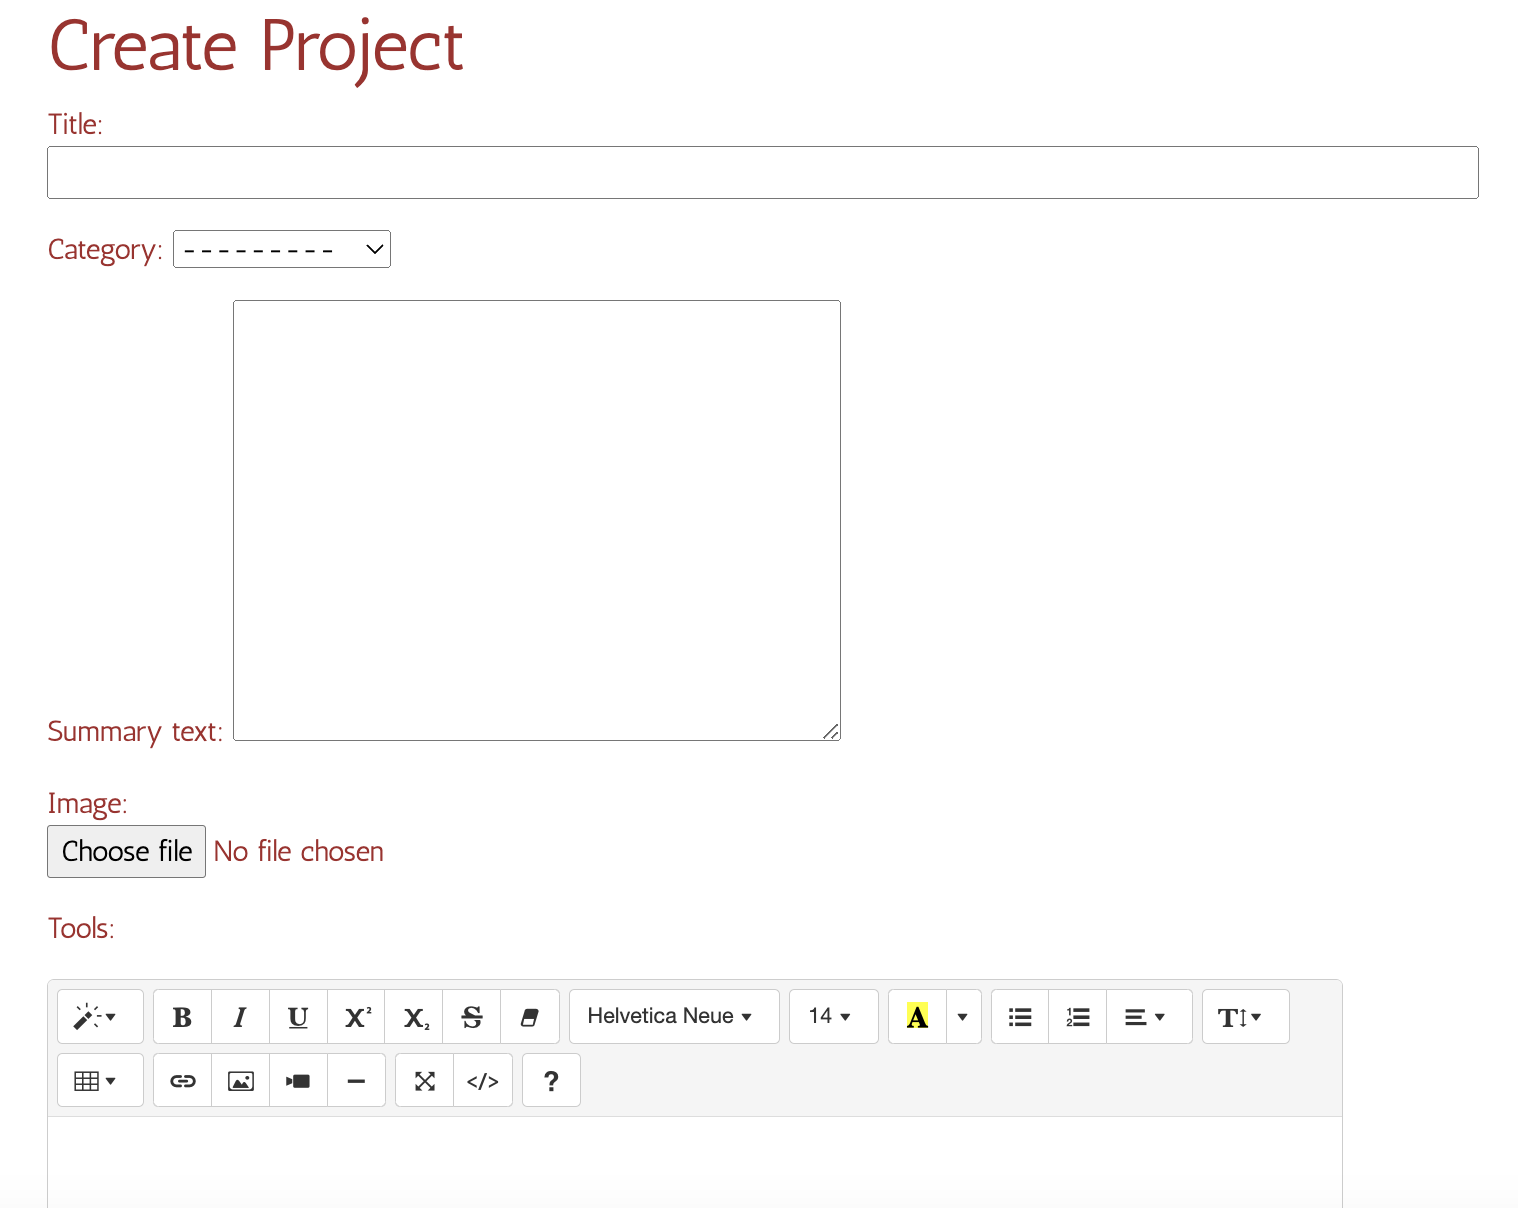 Create Project
Title:
Category: ---------
Summary text:
Image:
Choose file No file chosen
Tools:
B I U X² X₂ S Helvetica Neue 14 A T
</> ?